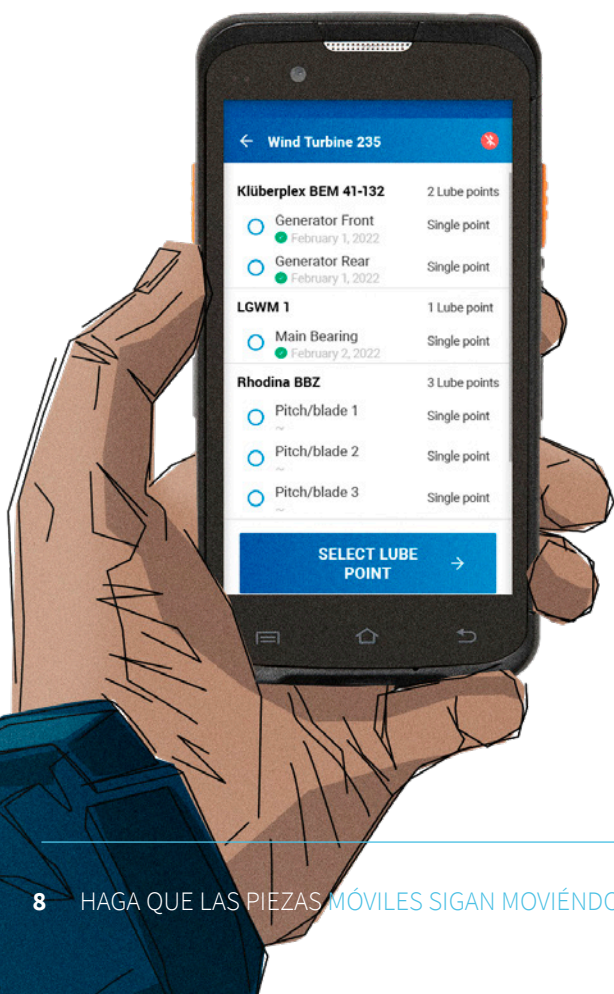 Wind Turbine 235
Klüberplex BEM 41-132 2 Lube points
Generator Front Single point
February 1, 2022
Generator Rear Single point
February 1, 2022
LGWM 1 1 Lube point
Main Bearing Single point
February 2, 2022
Rhodina BBZ 3 Lube points
Pitch/blade 1 Single point
~
Pitch/blade 2 Single point
~
Pitch/blade 3 Single point
~
SELECT LUBE
POINT
8 HAGA QUE LAS PIEZAS MÓVILES SIGAN MOVIÉNDO